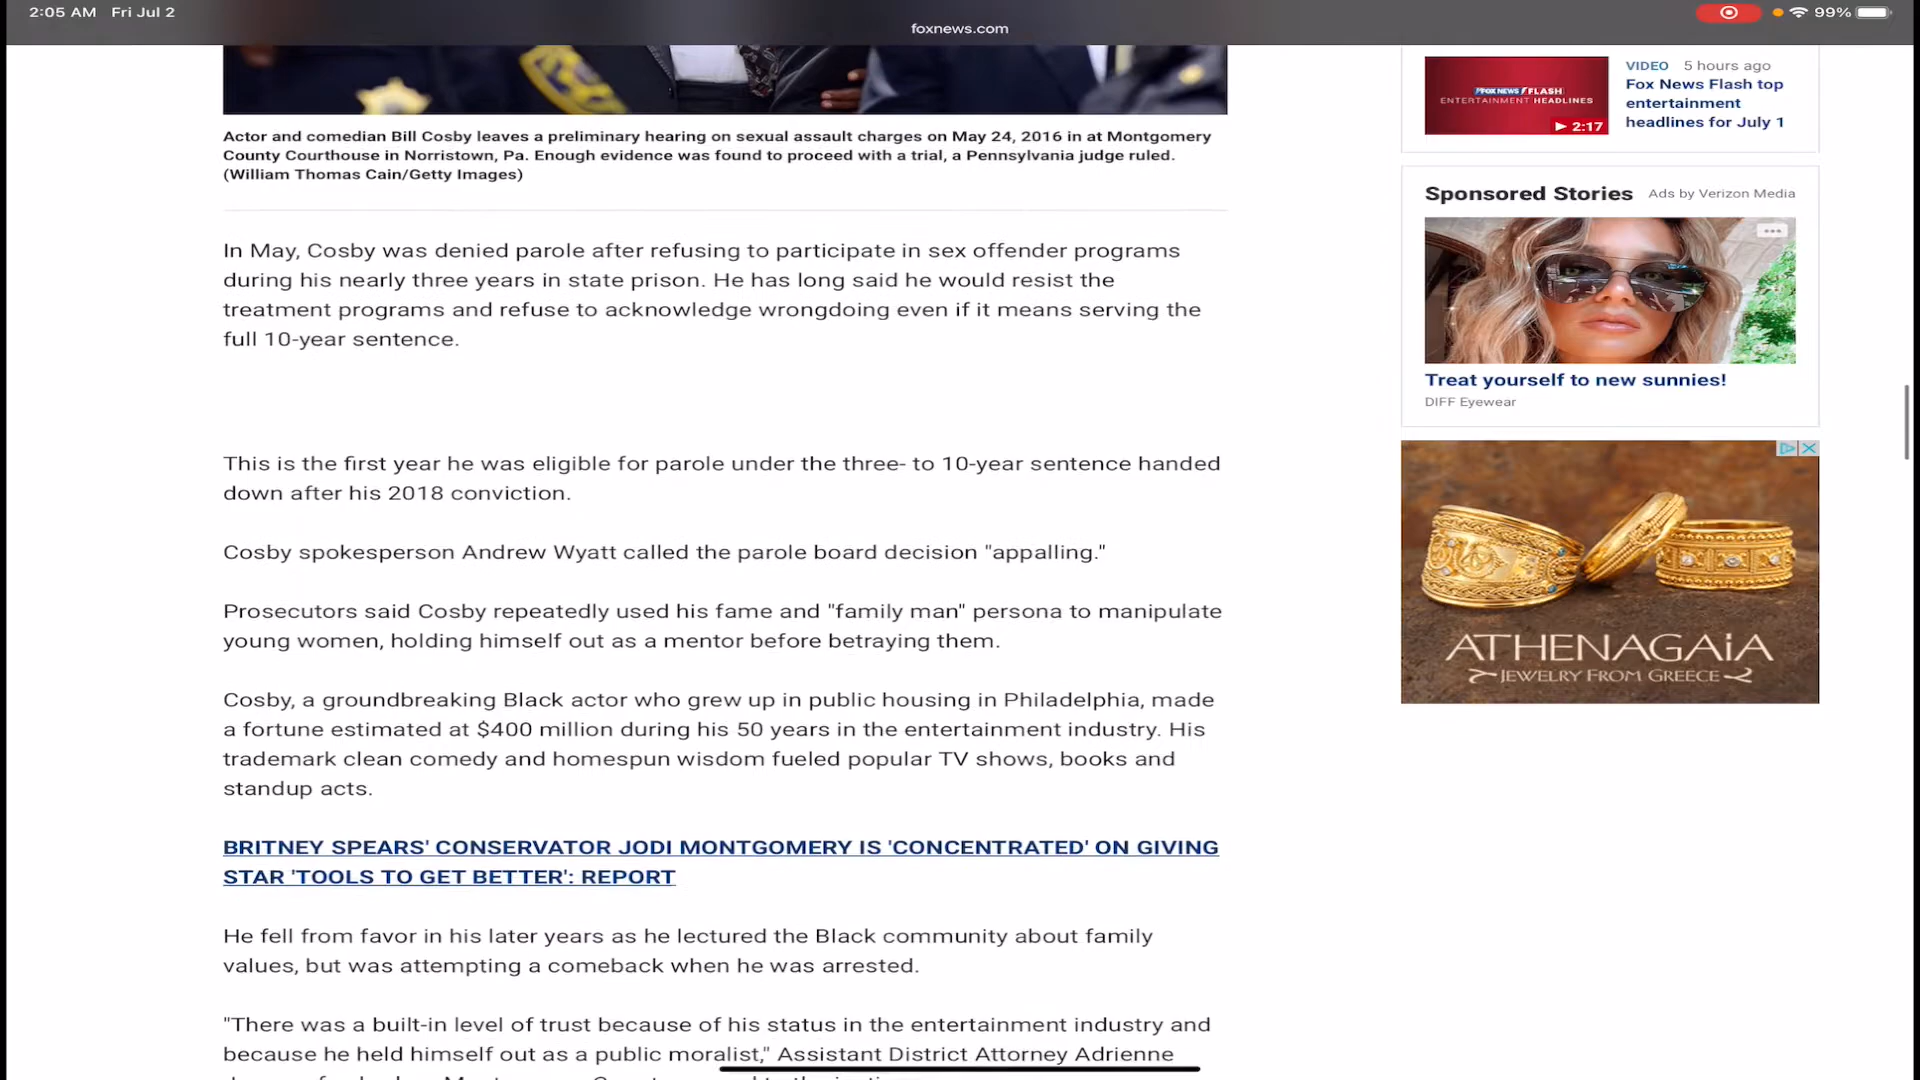 2:05 AM Fri Jul 2
99%
foxnews.com
Actor and comedian Bill Cosby leaves a preliminary hearing on sexual assault charges on May 24, 2016 in at Montgomery
County Courthouse in Norristown, Pa. Enough evidence was found to proceed with a trial, a Pennsylvania judge ruled.
(William Thomas Cain/Getty Images)
In May, Cosby was denied parole after refusing to participate in sex offender programs
during his nearly three years in state prison. He has long said he would resist the
treatment programs and refuse to acknowledge wrongdoing even if it means serving the
full 10-year sentence.
This is the first year he was eligible for parole under the three- to 10-year sentence handed
down after his 2018 conviction.
Cosby spokesperson Andrew Wyatt called the parole board decision "appalling."
Prosecutors said Cosby repeatedly used his fame and "family man" persona to manipulate
young women, holding himself out as a mentor before betraying them.
Cosby, a groundbreaking Black actor who grew up in public housing in Philadelphia, made
a fortune estimated at $400 million during his 50 years in the entertainment industry. His
trademark clean comedy and homespun wisdom fueled popular TV shows, books and
standup acts.
BRITNEY SPEARS' CONSERVATOR JODI MONTGOMERY IS 'CONCENTRATED' ON GIVING
STAR 'TOOLS TO GET BETTER': REPORT
He fell from favor in his later years as he lectured the Black community about family
values, but was attempting a comeback when he was arrested.
"There was a built-in level of trust because of his status in the entertainment industry and
because he held himself out as a public moralist," Assistant District Attorney Adrienne
FOX NEWS FLASH
ENTERTAINMENT HEADLINES
2:17
VIDEO 5 hours ago
Fox News Flash top
entertainment
headlines for July 1
Sponsored Stories Ads by Verizon Media
Treat yourself to new sunnies!
DIFF Eyewear
ATHENAGAiA
JEWELRY FROM GREECE